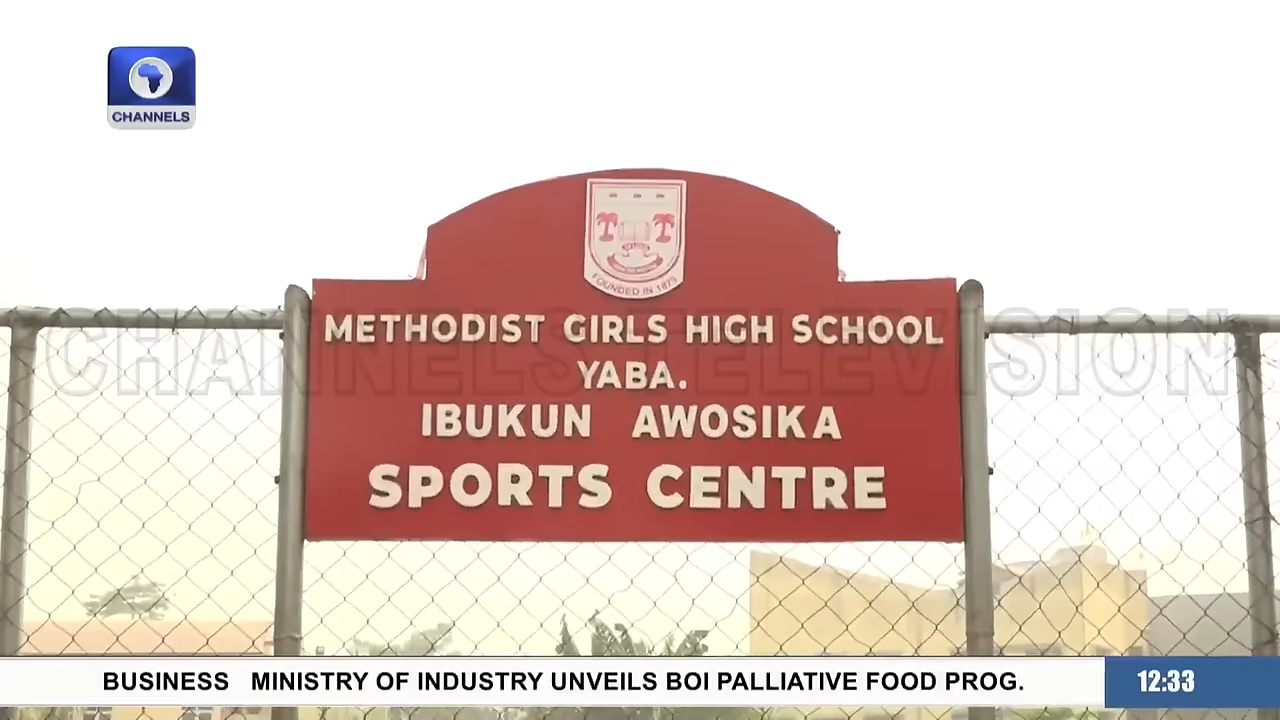 CHANNELS
FOUNDED IN 1879
METHODIST GIRLS HIGH SCHOOL
CHANNELS TELEVISION
YABA.
IBUKUN AWOSIKA
SPORTS CENTRE
BUSINESS MINISTRY OF INDUSTRY UNVEILS BOI PALLIATIVE FOOD PROG.
12:33